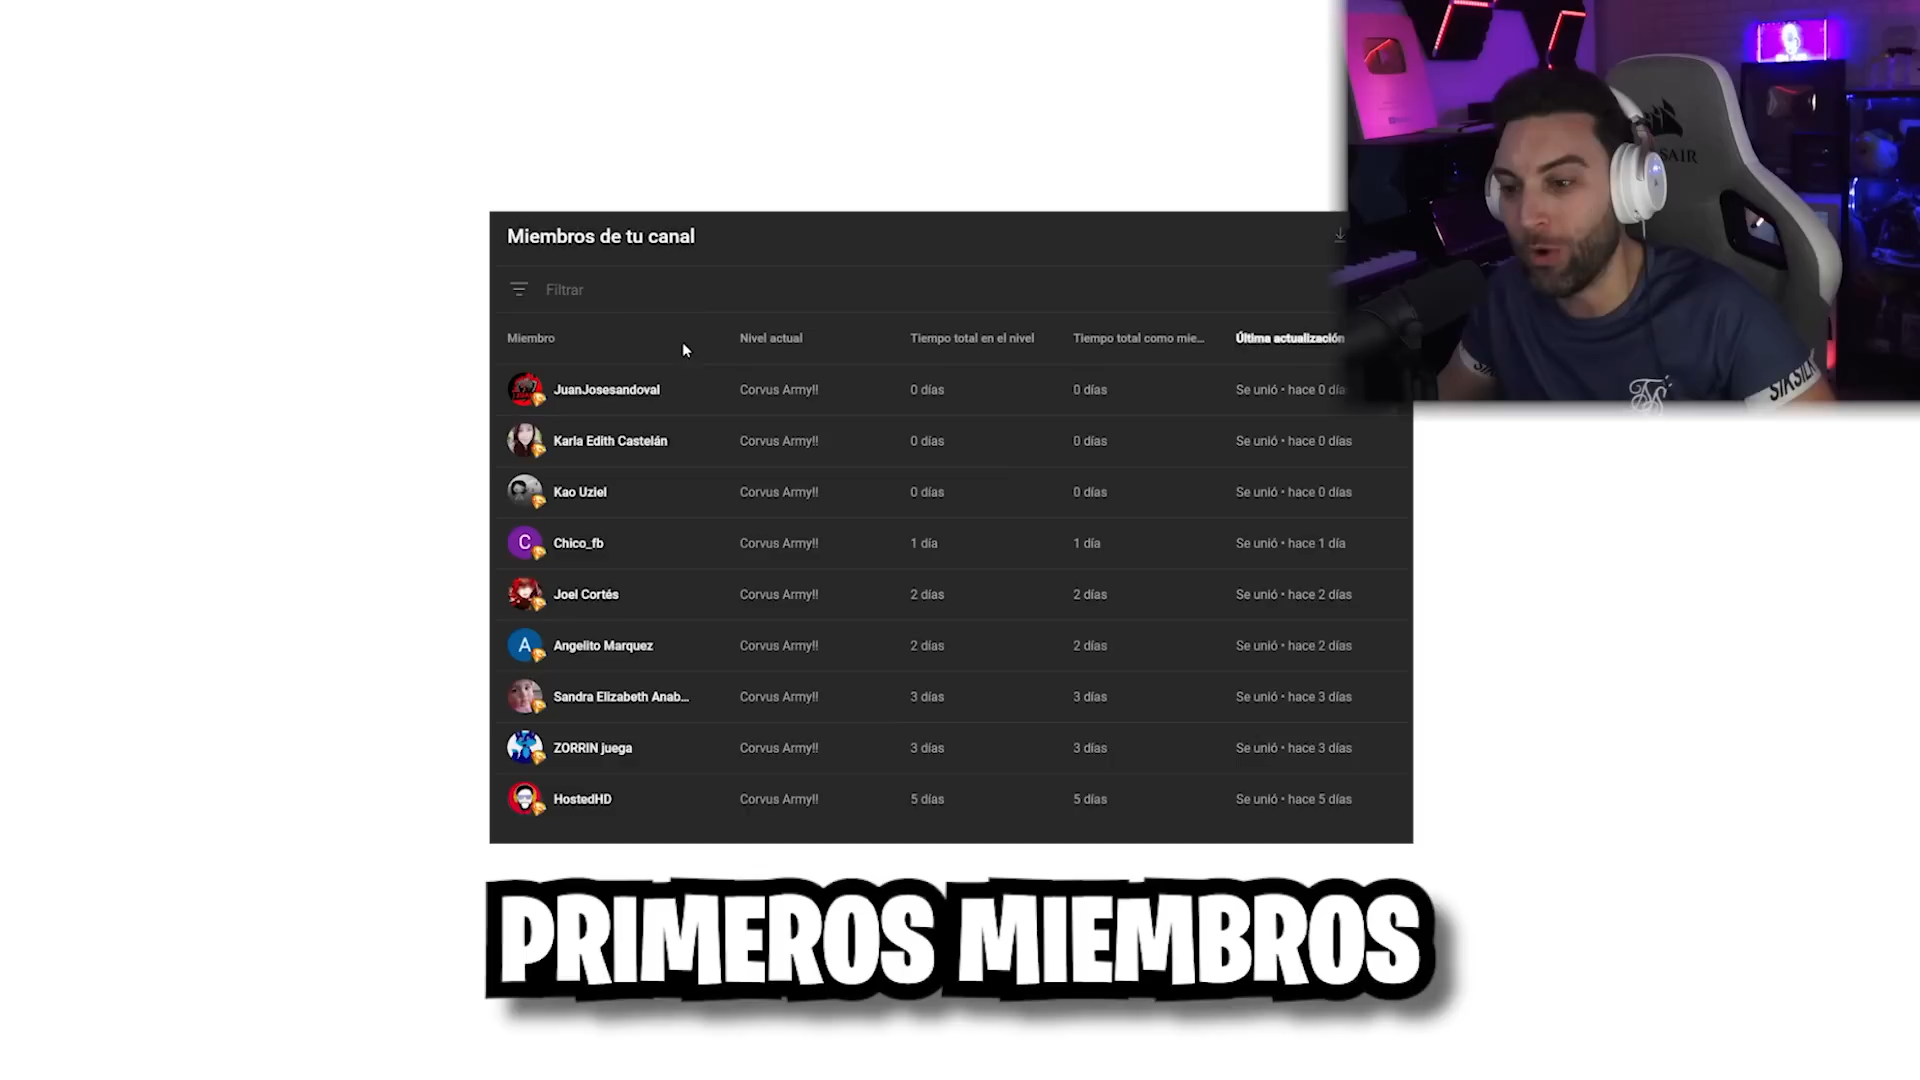 Miembros de tu canal
Filtrar
Miembro Nivel actual Tiempo total en el nivel Tiempo total como mie... Última actualización
JuanJosesandoval Corvus Army!! 0 días 0 días Se unió • hace 0 día
Karla Edith Castelán Corvus Army!! 0 días 0 días Se unió • hace 0 días
Kao Uziel Corvus Army!! 0 días 0 días Se unió • hace 0 días
C Chico_fb Corvus Army!! 1 día 1 día Se unió • hace 1 día
Joel Cortés Corvus Army!! 2 días 2 días Se unió • hace 2 días
A Angelito Marquez Corvus Army!! 2 días 2 días Se unió • hace 2 días
Sandra Elizabeth Anab... Corvus Army!! 3 días 3 días Se unió • hace 3 días
ZORRIN juega Corvus Army!! 3 días 3 días Se unió • hace 3 días
HostedHD Corvus Army!! 5 días 5 días Se unió • hace 5 días
PRIMEROS MIEMBROS
SAIR
SIKSILK